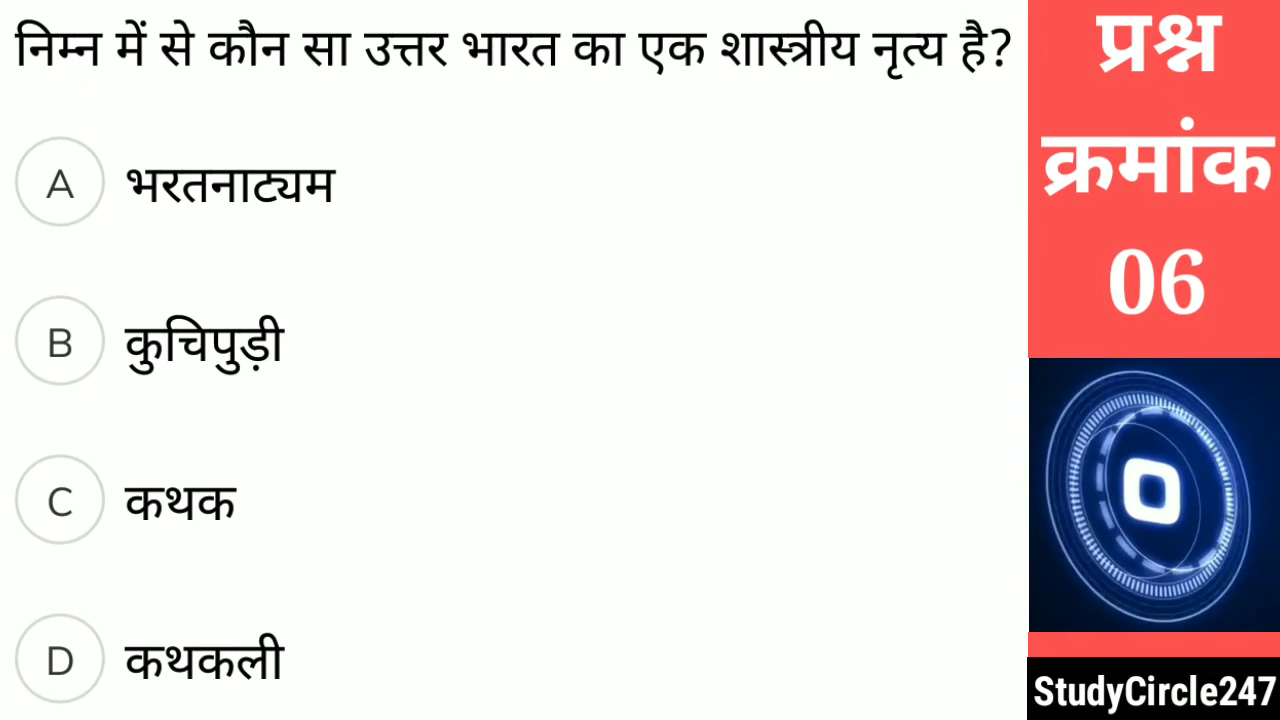 निम्न में से कौन सा उत्तर भारत का एक शास्त्रीय नृत्य है?
A भरतनाट्यम
B कुचिपुड़ी
C कथक
D कथकली
प्रश्न
क्रमांक
06
StudyCircle247